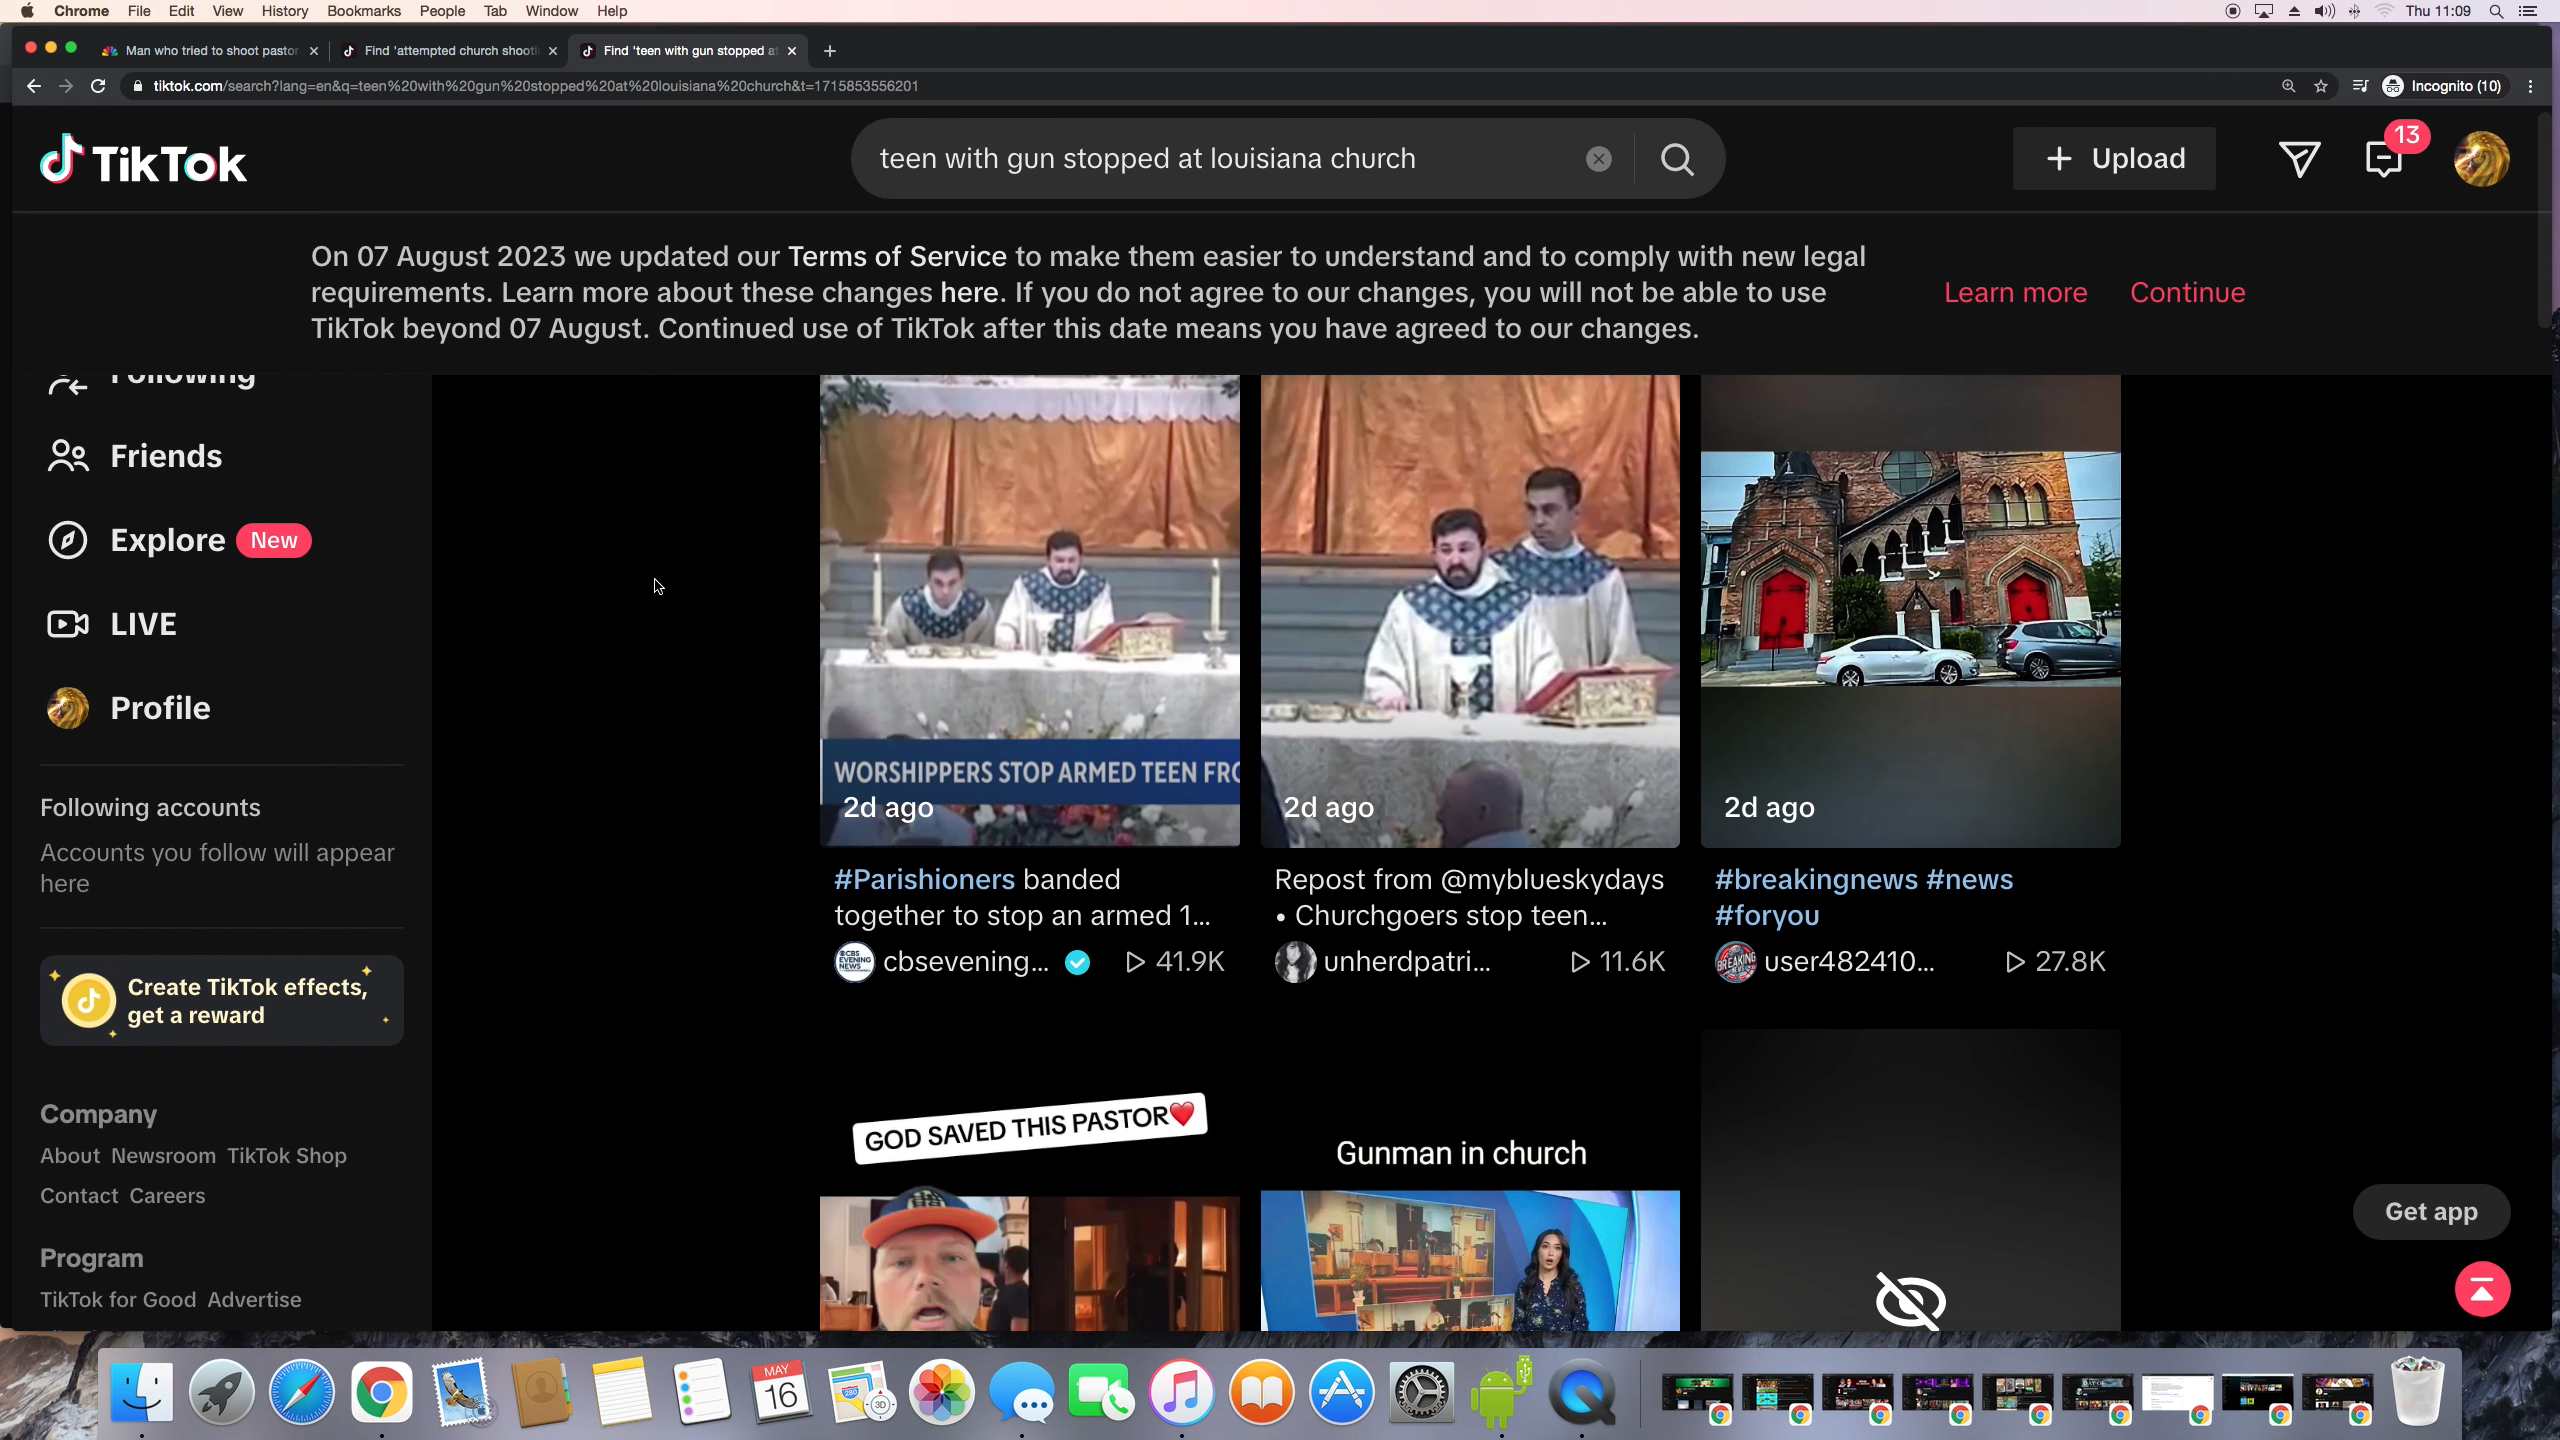 Chrome File Edit View History Bookmarks People Tab Window Help Thu 11:09
Man who tried to shoot pastor Find 'attempted church shooti Find 'teen with gun stopped at
tiktok.com/search?lang=en&q=teen%20with%20gun%20stopped%20at%20louisiana%20church&t=1715853556201 Incognito (10)
TikTok teen with gun stopped at louisiana church + Upload 13
On 07 August 2023 we updated our Terms of Service to make them easier to understand and to comply with new legal
requirements. Learn more about these changes here. If you do not agree to our changes, you will not be able to use
TikTok beyond 07 August. Continued use of TikTok after this date means you have agreed to our changes.
Learn more Continue
Following
Friends
Explore New
LIVE
Profile
Following accounts
Accounts you follow will appear
here
Create TikTok effects,
get a reward
Company
About Newsroom TikTok Shop
Contact Careers
Program
TikTok for Good Advertise
WORSHIPPERS STOP ARMED TEEN FRO
2d ago
#Parishioners banded
together to stop an armed 1...
CBS EVENING NEWS
cbsevening... 41.9K
2d ago
Repost from @myblueskydays
• Churchgoers stop teen...
unherdpatri... 11.6K
2d ago
#breakingnews #news
#foryou
BREAKING
user482410... 27.8K
GOD SAVED THIS PASTOR❤️
Gunman in church
Get app
MAY
16
280
3D